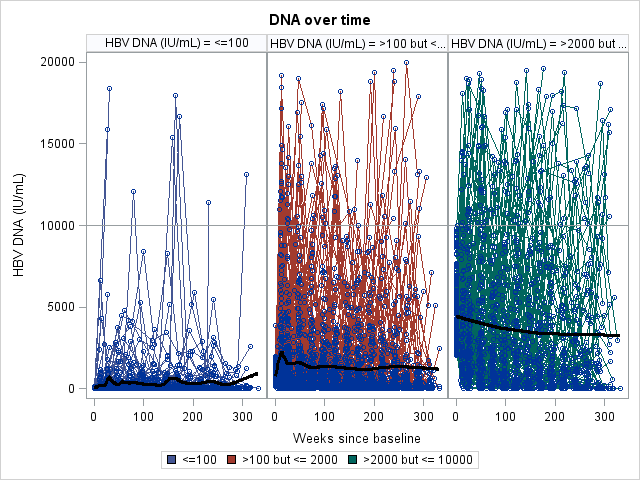 DNA over time
HBV DNA (IU/mL) = <=100
HBV DNA (IU/mL) = >100 but <...
HBV DNA (IU/mL) = >2000 but ...
HBV DNA (IU/mL)
20000
15000
10000
5000
0
0 100 200 300
0 100 200 300
0 100 200 300
Weeks since baseline
<=100
>100 but <= 2000
>2000 but <= 10000